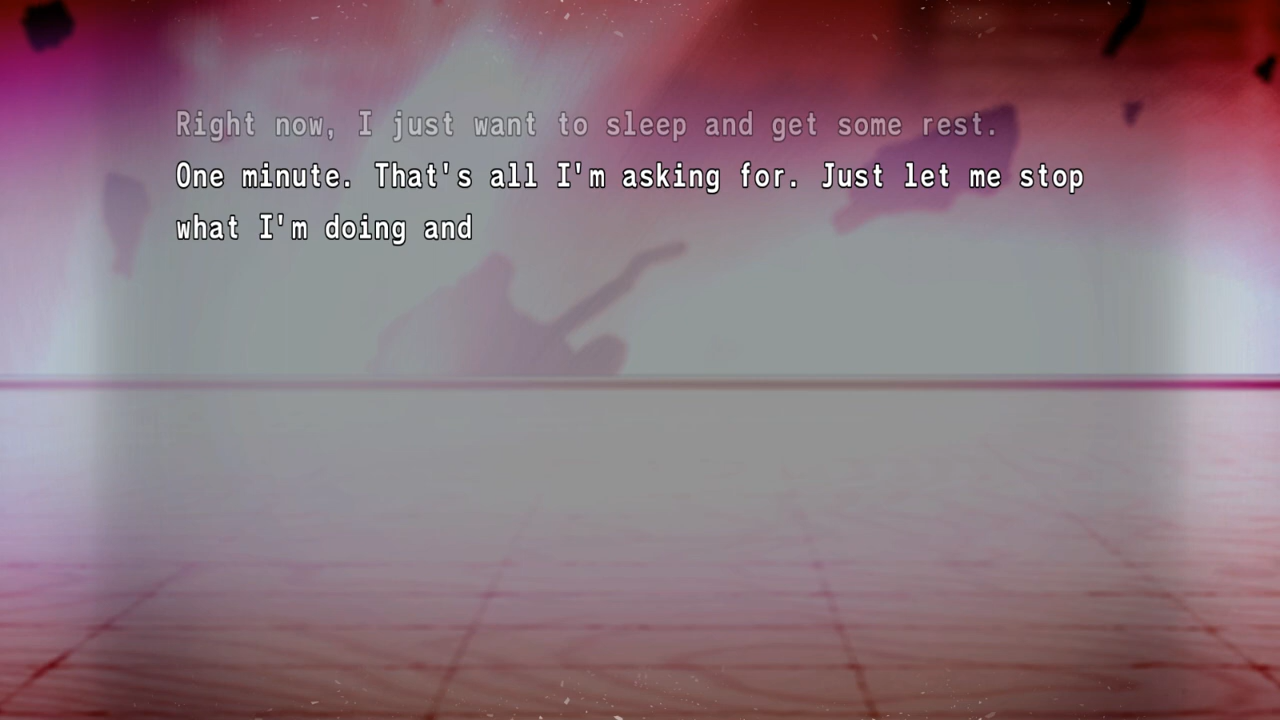 Right now, I just want to sleep and get some rest.
One minute. That's all I'm asking for. Just let me stop
what I'm doing and